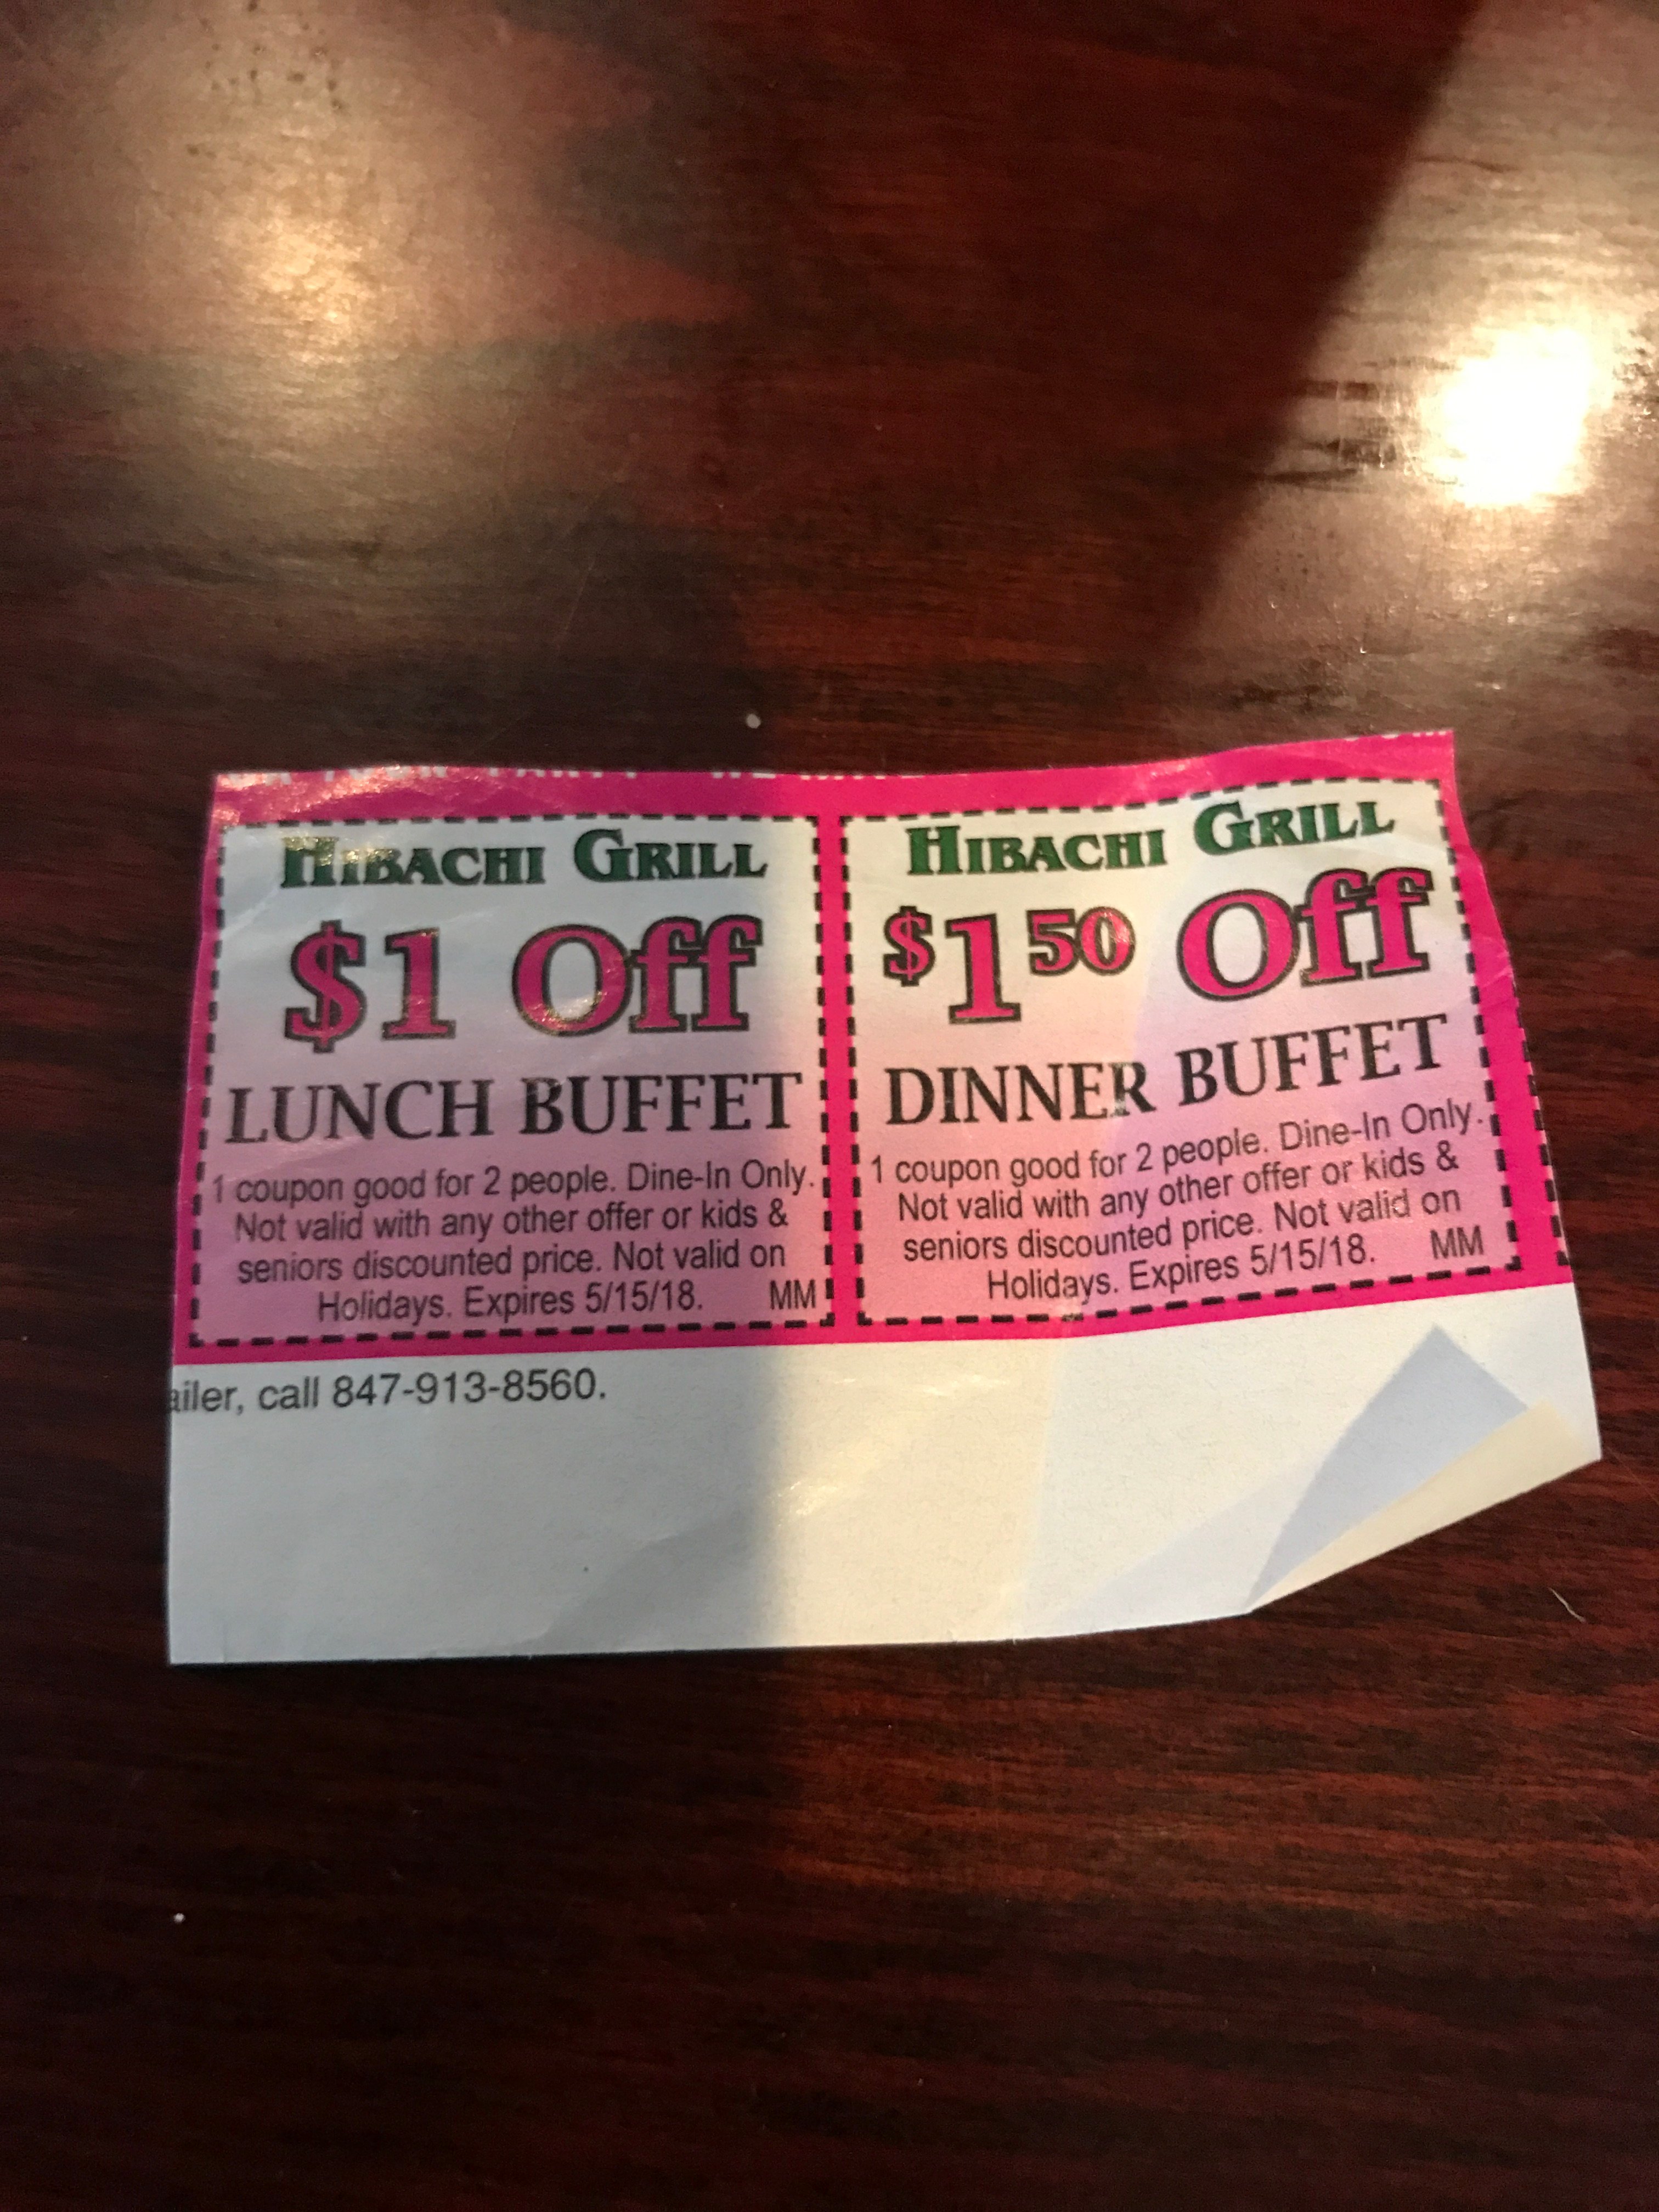 HIBACHI GRILL
$1 Off
LUNCH BUFFET
1 coupon good for 2 people. Dine-In Only.
Not valid with any other offer or kids &
seniors discounted price. Not valid on
Holidays. Expires 5/15/18. MM
HIBACHI GRILL
$1 50 Off
DINNER BUFFET
1 coupon good for 2 people. Dine-In Only.
Not valid with any other offer or kids &
seniors discounted price. Not valid on
Holidays. Expires 5/15/18. MM
ailer, call 847-913-8560.